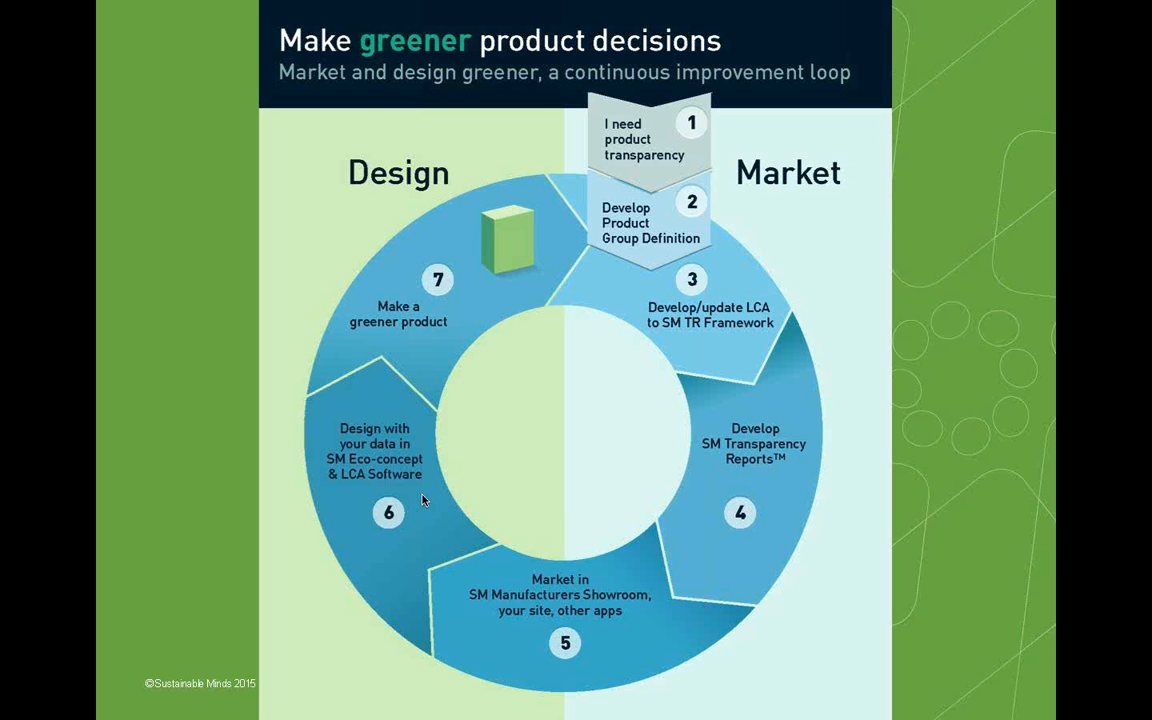 Make greener product decisions
Market and design greener, a continuous improvement loop
Design
Market
1
I need
product
transparency
2
Develop
Product
Group Definition
3
Develop/update LCA
to SM TR Framework
Develop
SM Transparency
Reports™
4
Market in
SM Manufacturers Showroom,
your site, other apps
5
Design with
your data in
SM Eco-concept
& LCA Software
6
7
Make a
greener product
©Sustainable Minds 2015